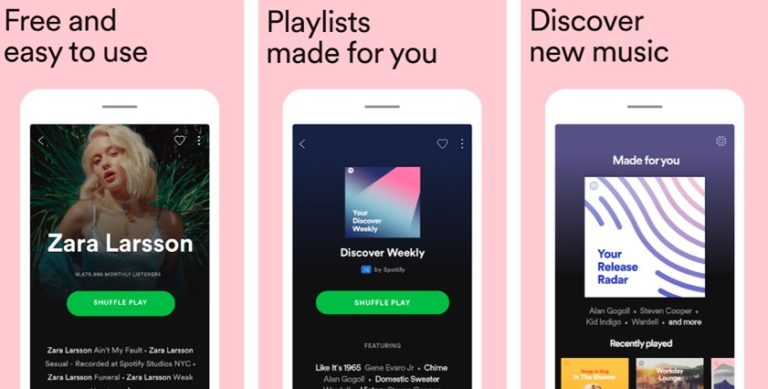 Free and
easy to use
Zara Larsson
MONTHLY LISTENERS
SHUFFLE PLAY
Zara Larsson Ain't My Fault • Zara Larsson
Sexual - Recorded at Spotify Studios NYC •
Zara Larsson Funeral • Zara Larsson Weak
Playlists
made for you
Your
Discover
Weekly
Discover Weekly
by Spotify
SHUFFLE PLAY
FEATURING
Like It's 1965 Gene Evaro Jr • Chime
Alan Gogoll • Domestic Sweater
Discover
new music
Made for you
Your
Release
Radar
Alan Gogoll • Steven Cooper •
Kid Indigo • Wardell • and more
Recently played
Songs to Sing
In The Shower
Workday
Lounge